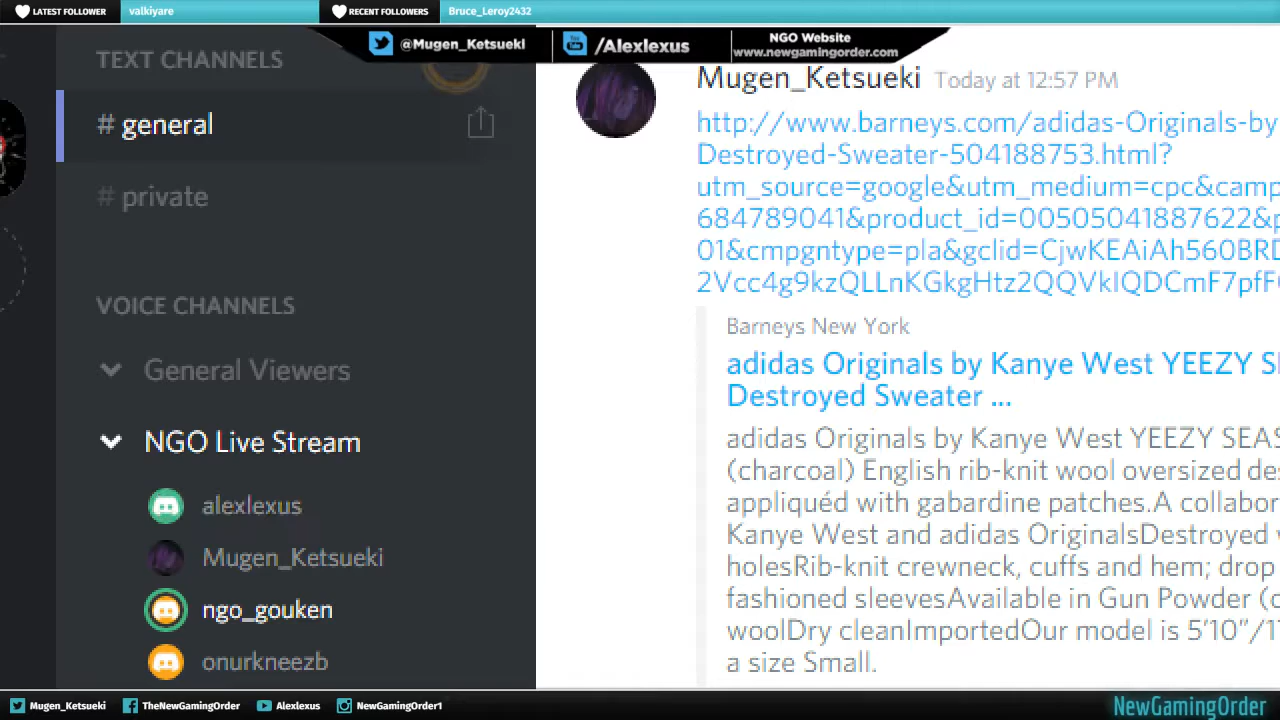 LATEST FOLLOWER valkiyare RECENT FOLLOWERS Bruce_Leroy2432
@Mugen_Ketsueki /Alexlexus NGO Website
www.newgamingorder.com
TEXT CHANNELS
# general
# private
VOICE CHANNELS
General Viewers
NGO Live Stream
alexlexus
Mugen_Ketsueki
ngo_gouken
onurkneezb
Mugen_Ketsueki Today at 12:57 PM
http://www.barneys.com/adidas-Originals-by
Destroyed-Sweater-504188753.html?
utm_source=google&utm_medium=cpc&camp
684789041&product_id=00505041887622&p
01&cmpgntype=pla&gclid=CjwKEAiAh560BRD
2Vcc4g9kzQLLnKGkgHtz2QQVkIQDCmF7pfF
Barneys New York
adidas Originals by Kanye West YEEZY SE
Destroyed Sweater ...
adidas Originals by Kanye West YEEZY SEAS
(charcoal) English rib-knit wool oversized des
appliquéd with gabardine patches.A collabor
Kanye West and adidas OriginalsDestroyed
holesRib-knit crewneck, cuffs and hem; drop
fashioned sleevesAvailable in Gun Powder (c
woolDry cleanImportedOur model is 5'10"/1
a size Small.
Mugen_Ketsueki TheNewGamingOrder Alexlexus NewGamingOrder1
NewGamingOrder